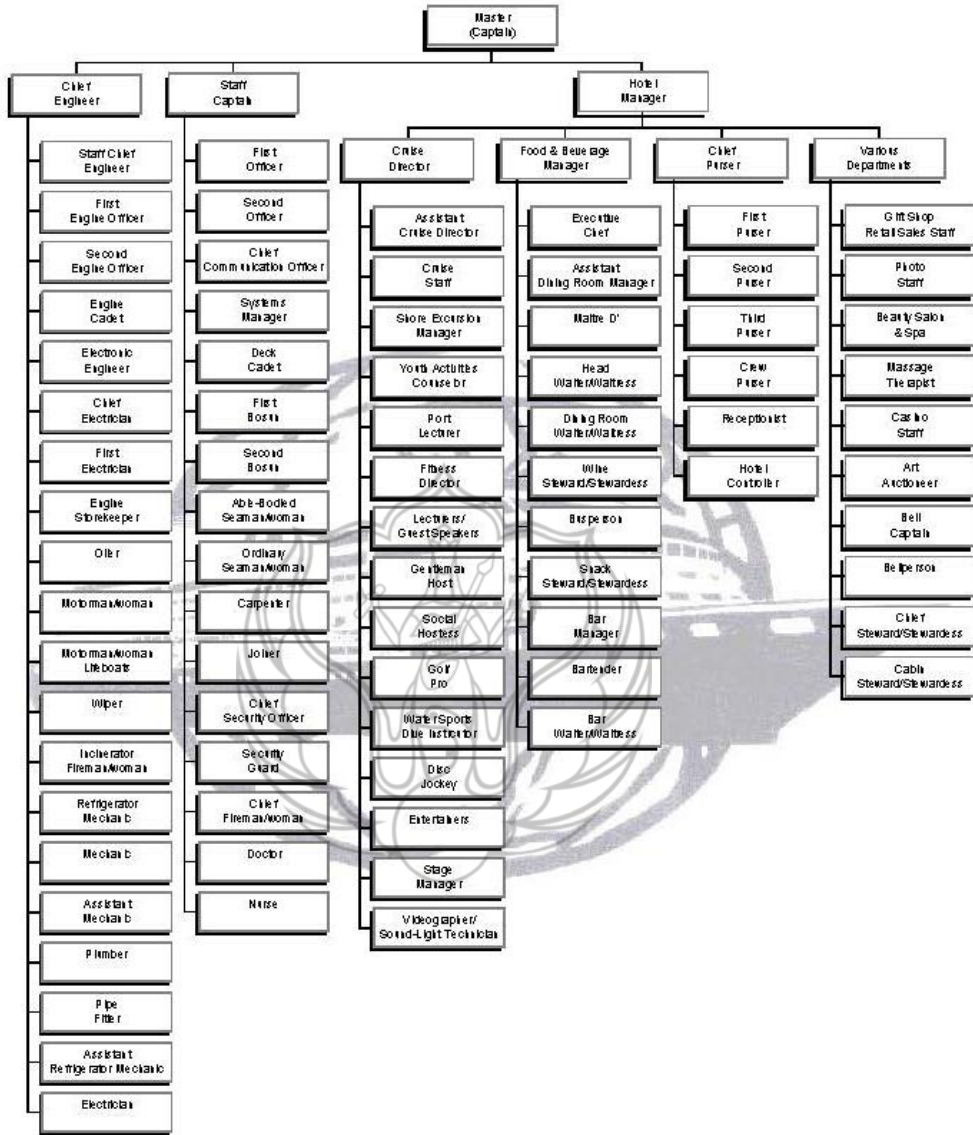 Master
(Captain)
Chief
Engineer
Staff
Captain
Hotel
Manager
Staff Chief
Engineer
First
Engine Officer
Second
Engine Officer
Engine
Cadet
Electronic
Engineer
Chief
Electrician
First
Electrician
Engine
Storekeeper
Oiler
Motorman/woman
Motorman/woman
Lifeboats
Wiper
Incinerator
Fireman/woman
Refrigerator
Mechanic
Mechanic
Assistant
Mechanic
Plumber
Pipe
Fitter
Assistant
Refrigerator Mechanic
Electrician
First
Officer
Second
Officer
Chief
Communication Officer
Systems
Manager
Deck
Cadet
First
Bosun
Second
Bosun
Able-Bodied
Seaman/woman
Ordinary
Seaman/woman
Carpenter
Joiner
Chief
Security Officer
Security
Guard
Chief
Fireman/woman
Doctor
Nurse
Cruise
Director
Assistant
Cruise Director
Cruise
Staff
Shore Excursion
Manager
Youth Activities
Counselor
Port
Lecturer
Fitness
Director
Lecturers/
Guest Speakers
Gentleman
Host
Social
Hostess
Golf
Pro
Water Sports
Dive Instructor
Disc
Jockey
Entertainers
Stage
Manager
Videographer/
Sound-Light Technician
Food & Beverage
Manager
Executive
Chef
Assistant
Dining Room Manager
Maitre D'
Head
Waiter/Waitress
Dining Room
Waiter/Waitress
Wine
Steward/Stewardess
Busperson
Snack
Steward/Stewardess
Bar
Manager
Bartender
Bar
Waiter/Waitress
Chief
Purser
First
Purser
Second
Purser
Third
Purser
Crew
Purser
Receptionist
Hotel
Controller
Various
Departments
Gift Shop
Retail Sales Staff
Photo
Staff
Beauty Salon
& Spa
Massage
Therapist
Casino
Staff
Art
Auctioneer
Bell
Captain
Bellperson
Chief
Steward/Stewardess
Cabin
Steward/Stewardess
USU